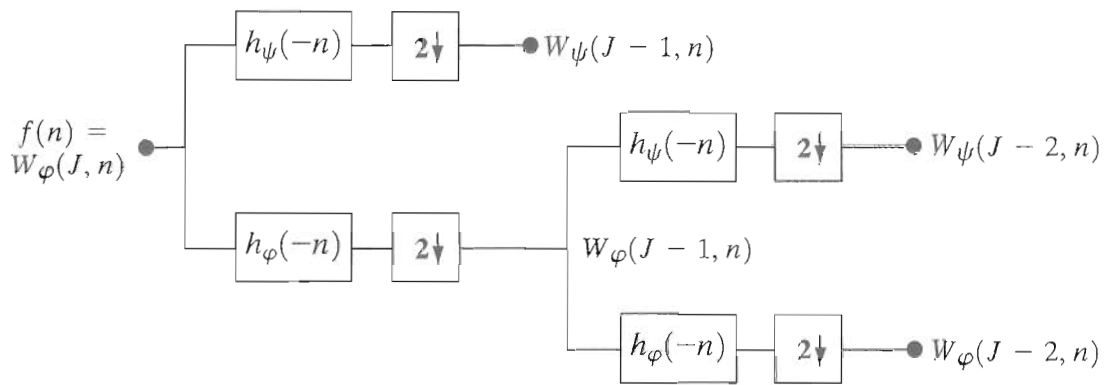 h_ψ(−n) 2↓ W_ψ(J − 1, n)
f(n) =
W_φ(J, n)
h_ψ(−n) 2↓ W_ψ(J − 2, n)
h_φ(−n) 2↓ W_φ(J − 1, n)
h_φ(−n) 2↓ W_φ(J − 2, n)